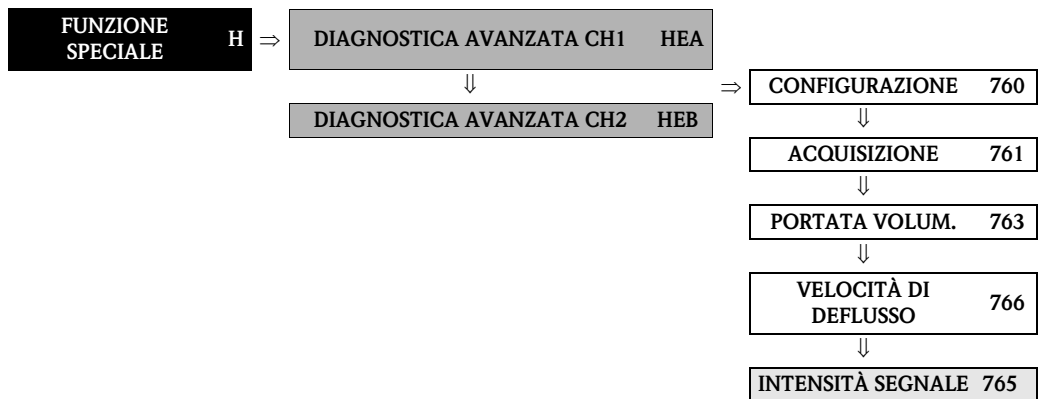 FUNZIONE SPECIALE H ⇒ DIAGNOSTICA AVANZATA CH1 HEA
⇓ ⇒ CONFIGURAZIONE 760
DIAGNOSTICA AVANZATA CH2 HEB
⇓
ACQUISIZIONE 761
⇓
PORTATA VOLUM. 763
⇓
VELOCITÀ DI DEFLUSSO 766
⇓
INTENSITÀ SEGNALE 765